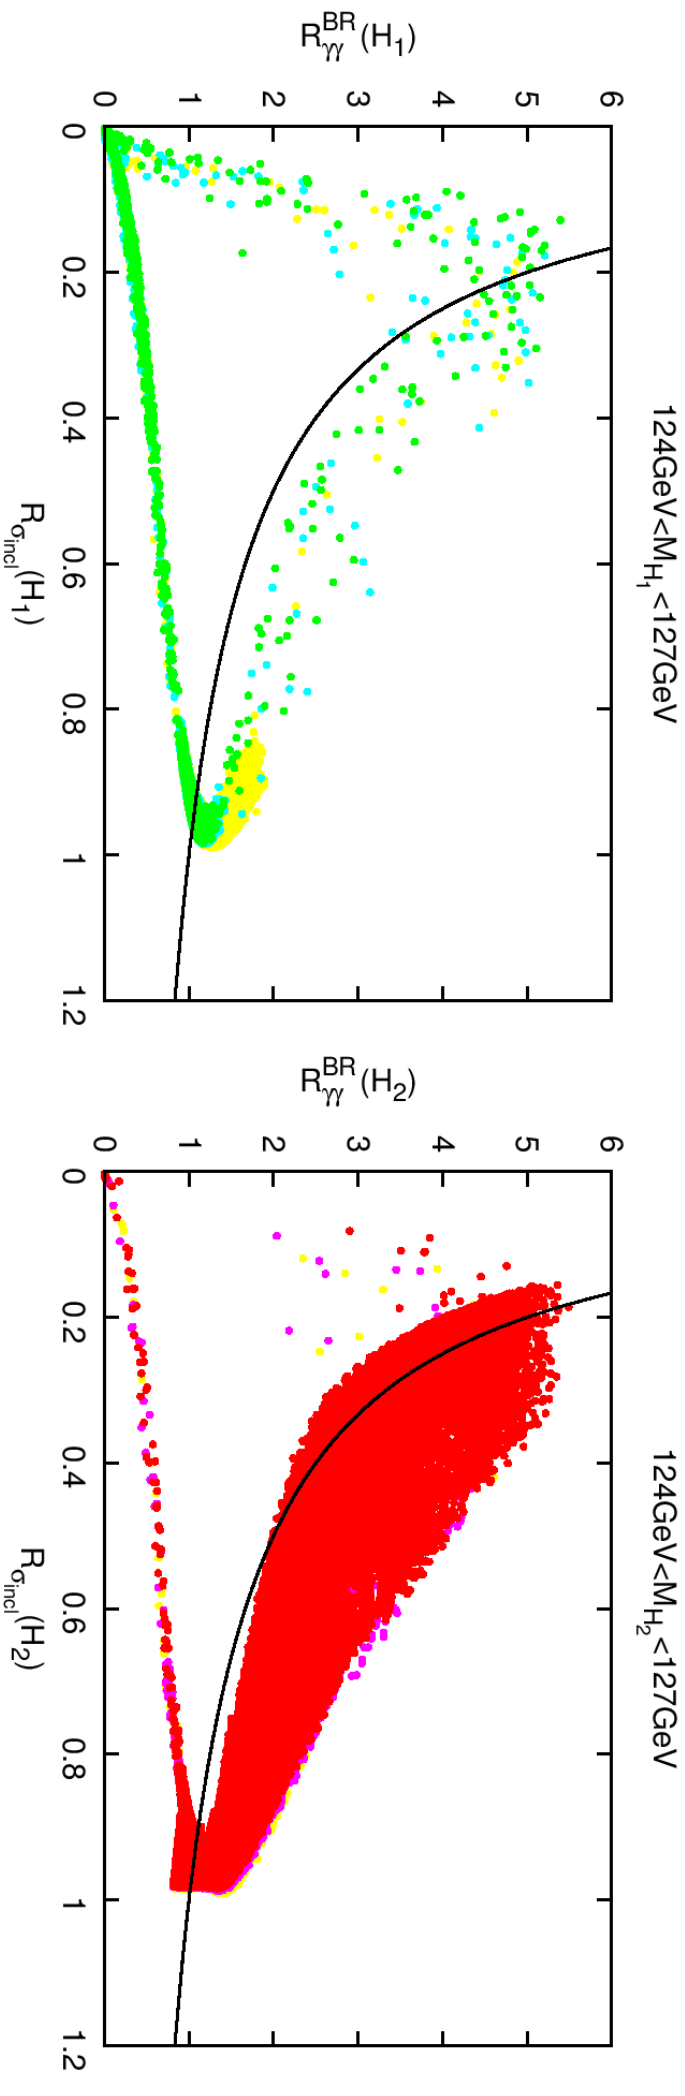 124GeV<M_{H_1}<127GeV
R^{BR}_{γγ}(H_1)
6
5
4
3
2
1
0
0 0.2 0.4 0.6 0.8 1 1.2
R_{σ_{incl}}(H_1)
124GeV<M_{H_2}<127GeV
R^{BR}_{γγ}(H_2)
6
5
4
3
2
1
0
0 0.2 0.4 0.6 0.8 1 1.2
R_{σ_{incl}}(H_2)